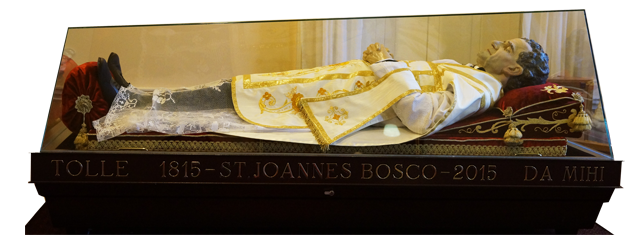 TOLLE 1815 – ST. JOANNES BOSCO – 2015 DA MIHI